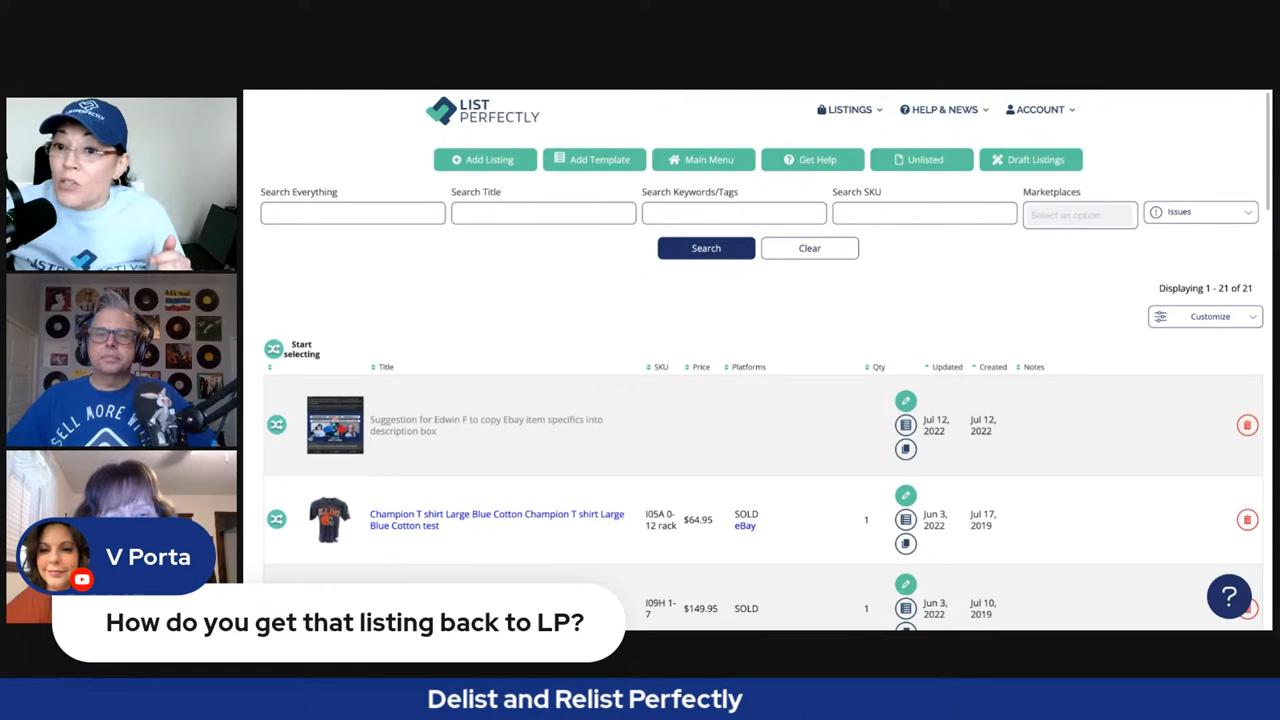 LIST
PERFECTLY
LISTINGS
HELP & NEWS
ACCOUNT
Add Listing
Add Template
Main Menu
Get Help
Unlisted
Draft Listings
Search Everything
Search Title
Search Keywords/Tags
Search SKU
Marketplaces
Select an option
Issues
Search
Clear
Displaying 1 - 21 of 21
Customize
Start
selecting
Title
SKU
Price
Platforms
Qty
Updated
Created
Notes
Suggestion for Edwin F to copy Ebay item specifics into
description box
Jul 12,
2022
Jul 12,
2022
Champion T shirt Large Blue Cotton Champion T shirt Large
Blue Cotton test
I05A 0-
12 rack
$64.95
SOLD
eBay
1
Jun 3,
2022
Jul 17,
2019
I09H 1-
7
$149.95
SOLD
1
Jun 3,
2022
Jul 10,
2019
?
SELL MORE
V Porta
How do you get that listing back to LP?
Delist and Relist Perfectly